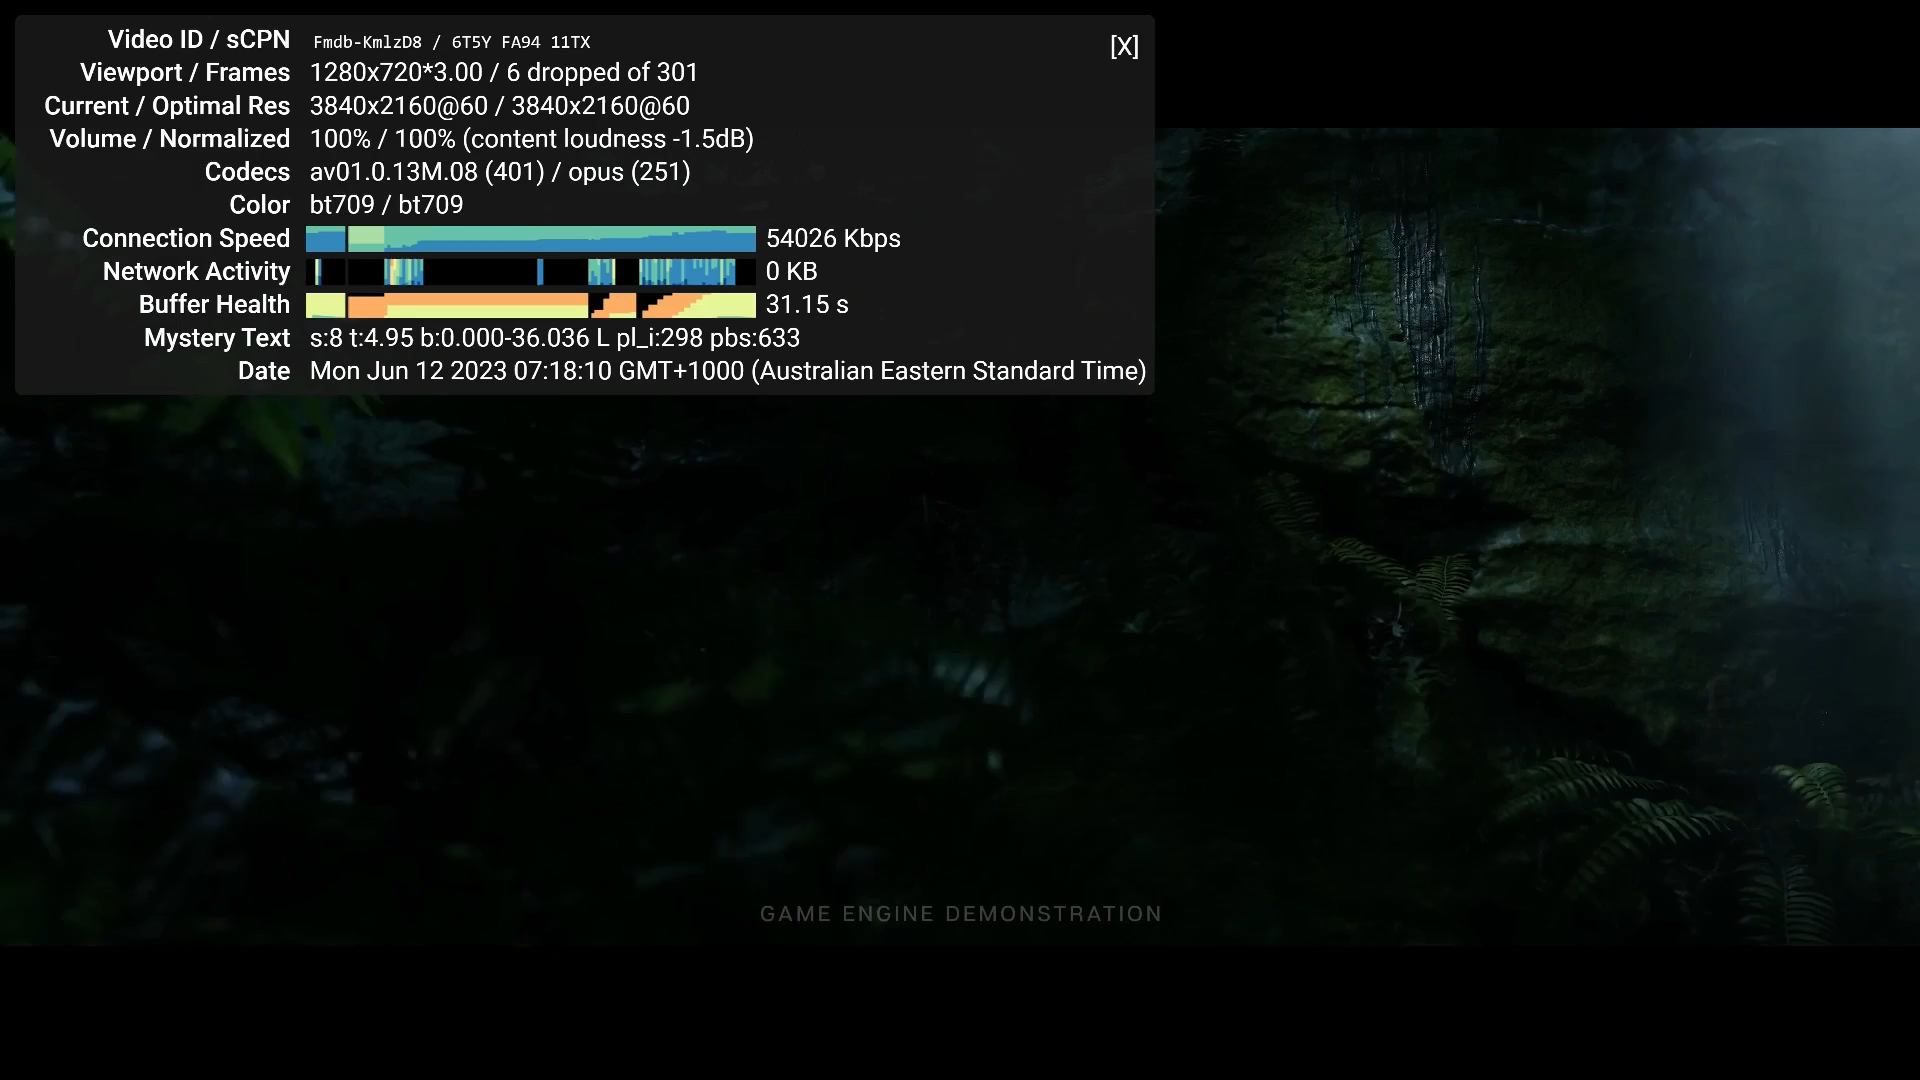 Video ID / sCPN Fmdb-KmlzD8 / 6T5Y FA94 11TX
[X]
Viewport / Frames 1280x720*3.00 / 6 dropped of 301
Current / Optimal Res 3840x2160@60 / 3840x2160@60
Volume / Normalized 100% / 100% (content loudness -1.5dB)
Codecs av01.0.13M.08 (401) / opus (251)
Color bt709 / bt709
Connection Speed 54026 Kbps
Network Activity 0 KB
Buffer Health 31.15 s
Mystery Text s:8 t:4.95 b:0.000-36.036 L pl_i:298 pbs:633
Date Mon Jun 12 2023 07:18:10 GMT+1000 (Australian Eastern Standard Time)
GAME ENGINE DEMONSTRATION